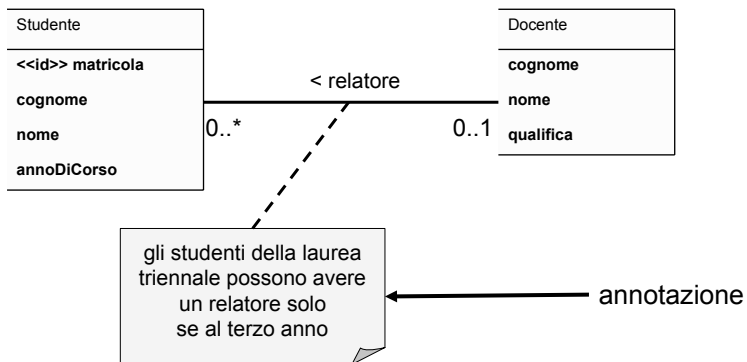 Studente
<<id>> matricola
cognome
nome
annoDiCorso
< relatore
0..*
0..1
Docente
cognome
nome
qualifica
gli studenti della laurea
triennale possono avere
un relatore solo
se al terzo anno
annotazione